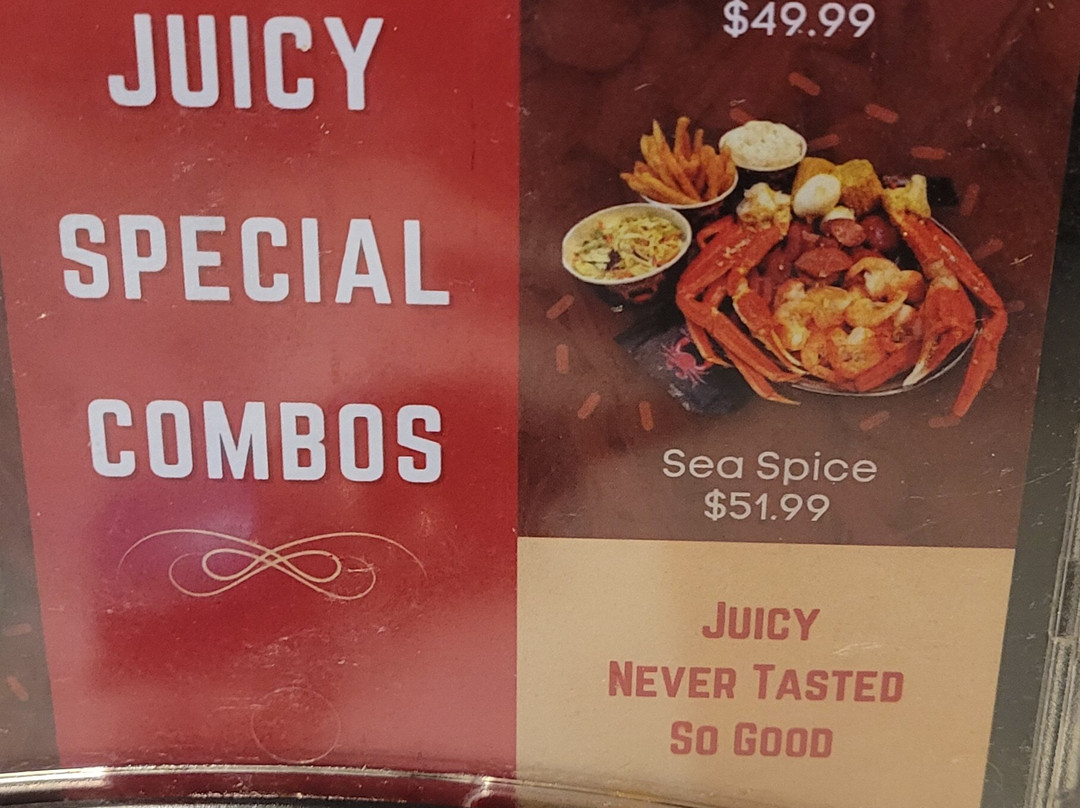 JUICY
SPECIAL
COMBOS
$49.99
Sea Spice
$51.99
JUICY
NEVER TASTED
SO GOOD